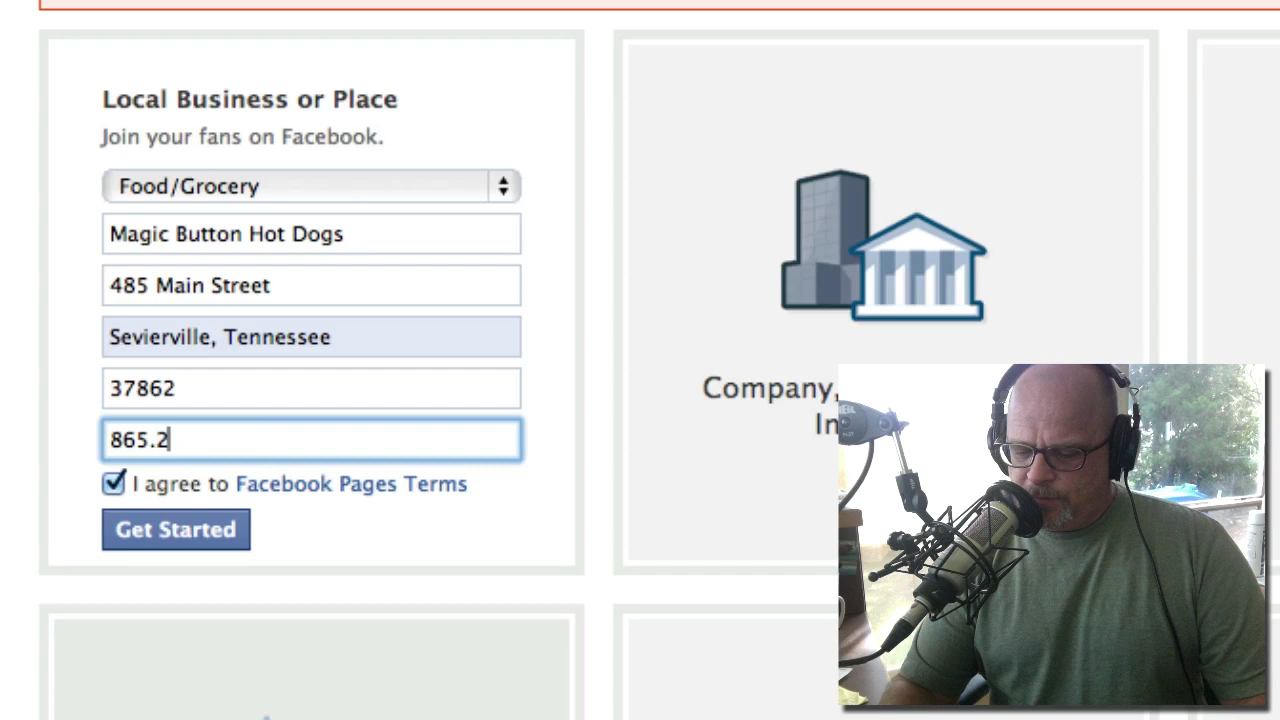 Local Business or Place
Join your fans on Facebook.
Food/Grocery
Magic Button Hot Dogs
485 Main Street
Sevierville, Tennessee
37862
865.2
I agree to Facebook Pages Terms
Get Started
Company,
In